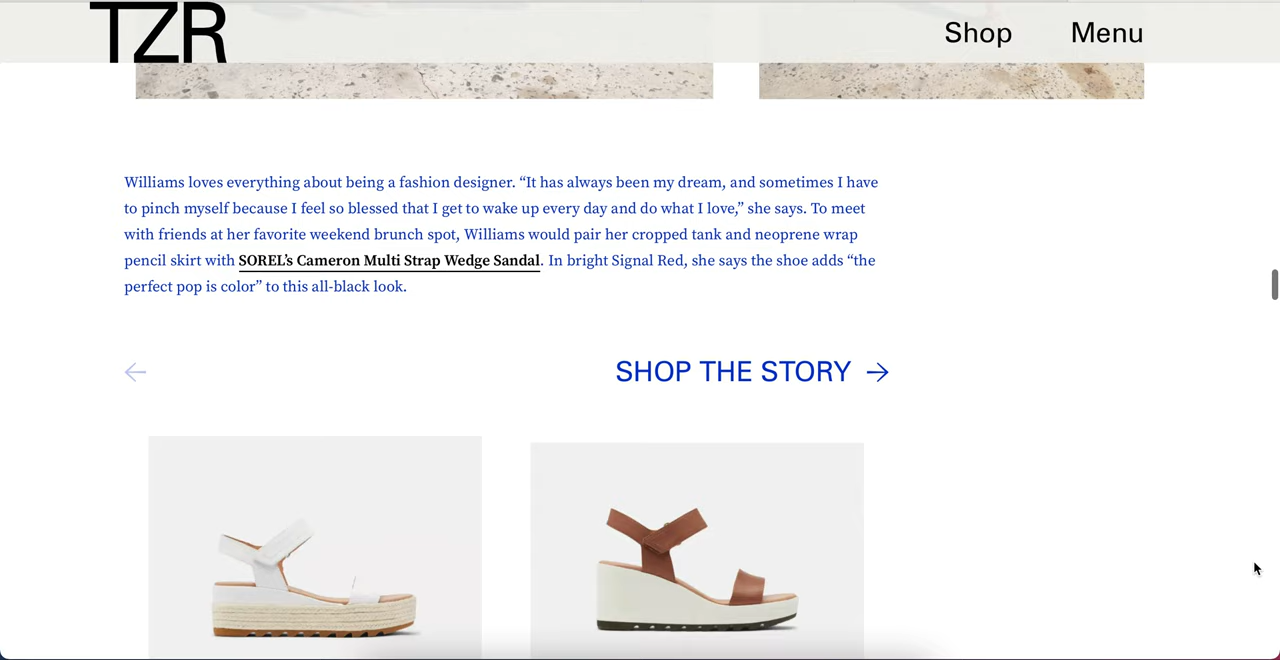 TZR
Shop
Menu
Williams loves everything about being a fashion designer. “It has always been my dream, and sometimes I have
to pinch myself because I feel so blessed that I get to wake up every day and do what I love,” she says. To meet
with friends at her favorite weekend brunch spot, Williams would pair her cropped tank and neoprene wrap
pencil skirt with SOREL’s Cameron Multi Strap Wedge Sandal. In bright Signal Red, she says the shoe adds “the
perfect pop is color” to this all-black look.
SHOP THE STORY